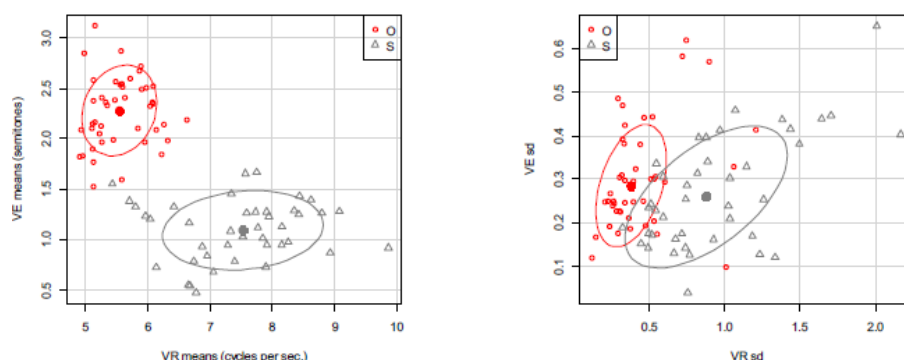 VE means (semitones)
3.0
2.5
2.0
1.5
1.0
0.5
O
S
5 6 7 8 9 10
VR means (cycles per sec.)
VE sd
0.6
0.5
0.4
0.3
0.2
0.1
O
S
0.5 1.0 1.5 2.0
VR sd